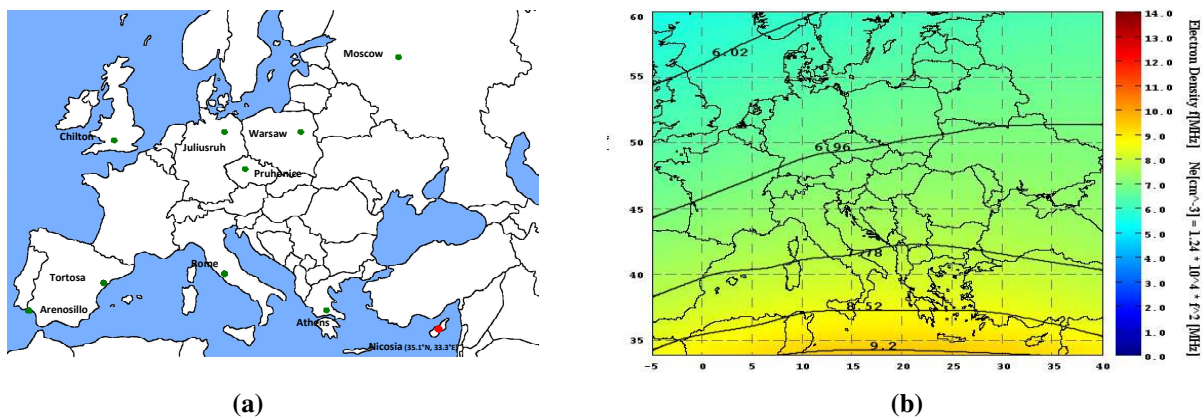 Moscow
Chilton
Juliusruh
Warsaw
Pruhonice
Rome
Tortosa
Arenosillo
Athens
Nicosia (35.1°N, 33.3°E)
(a)
60
55
50
45
40
35
-5 0 5 10 15 20 25 30 35 40
6.02
6.96
78
8.52
9.2
14.0
13.0
12.0
11.0
10.0
9.0
8.0
7.0
6.0
5.0
4.0
3.0
2.0
1.0
0.0
Electron Density f[MHz] Ne[cm^-3] = 1.24 * 10^4 * f^2 [MHz]
(b)